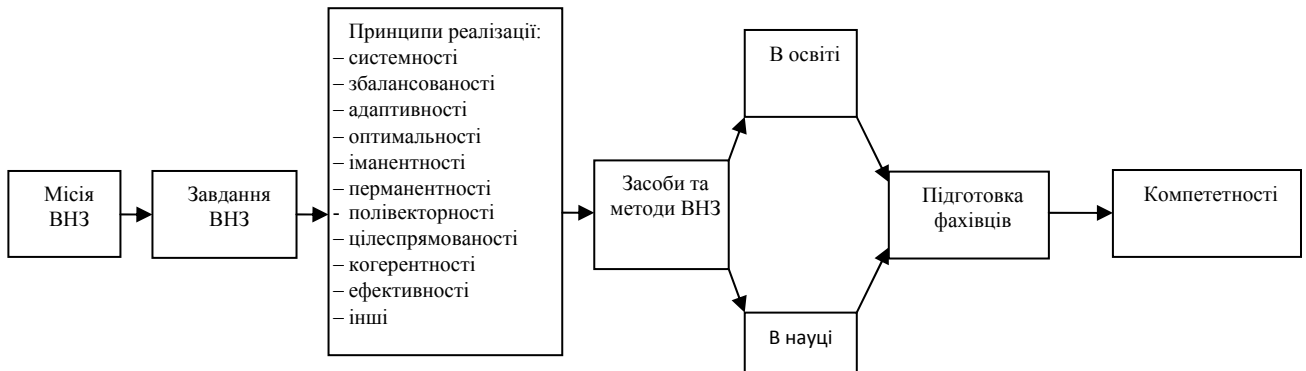 Місія
ВНЗ
Завдання
ВНЗ
Принципи реалізації:
– системності
– збалансованості
– адаптивності
– оптимальності
– іманентності
– перманентності
- полівекторності
– цілеспрямованості
– когерентності
– ефективності
– інші
Засоби та
методи ВНЗ
В освіті
В науці
Підготовка
фахівців
Компететності